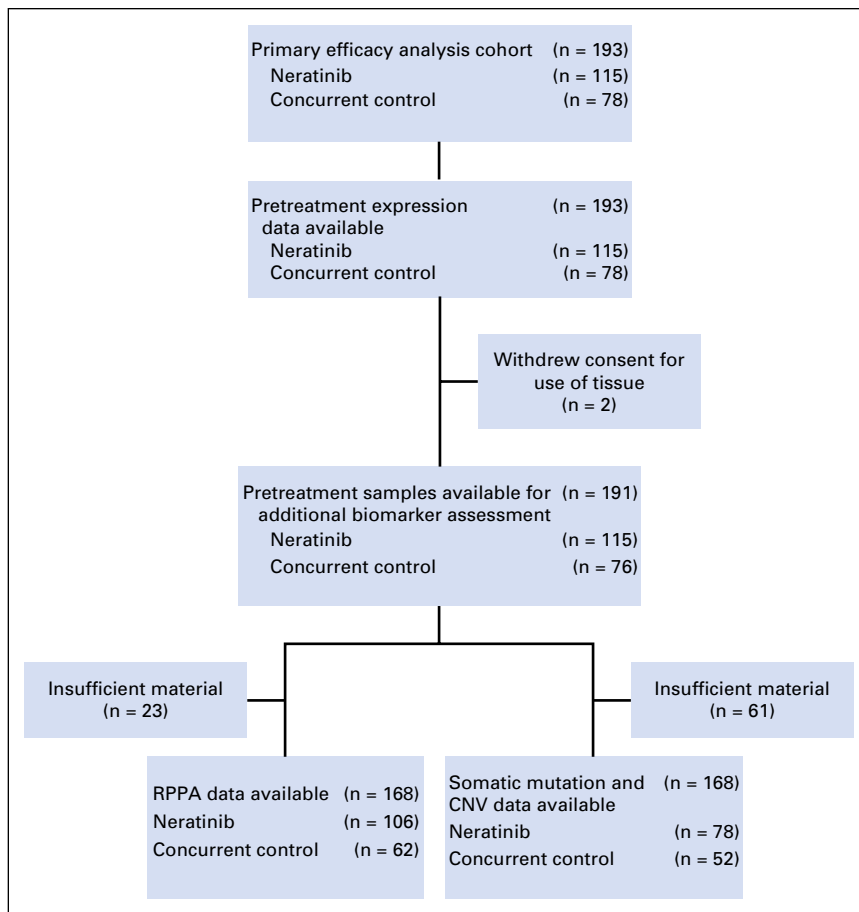 Primary efficacy analysis cohort (n = 193)
Neratinib (n = 115)
Concurrent control (n = 78)
Pretreatment expression (n = 193)
data available
Neratinib (n = 115)
Concurrent control (n = 78)
Withdrew consent for
use of tissue
(n = 2)
Pretreatment samples available for (n = 191)
additional biomarker assessment
Neratinib (n = 115)
Concurrent control (n = 76)
Insufficient material
(n = 23)
Insufficient material
(n = 61)
RPPA data available (n = 168)
Neratinib (n = 106)
Concurrent control (n = 62)
Somatic mutation and (n = 168)
CNV data available
Neratinib (n = 78)
Concurrent control (n = 52)